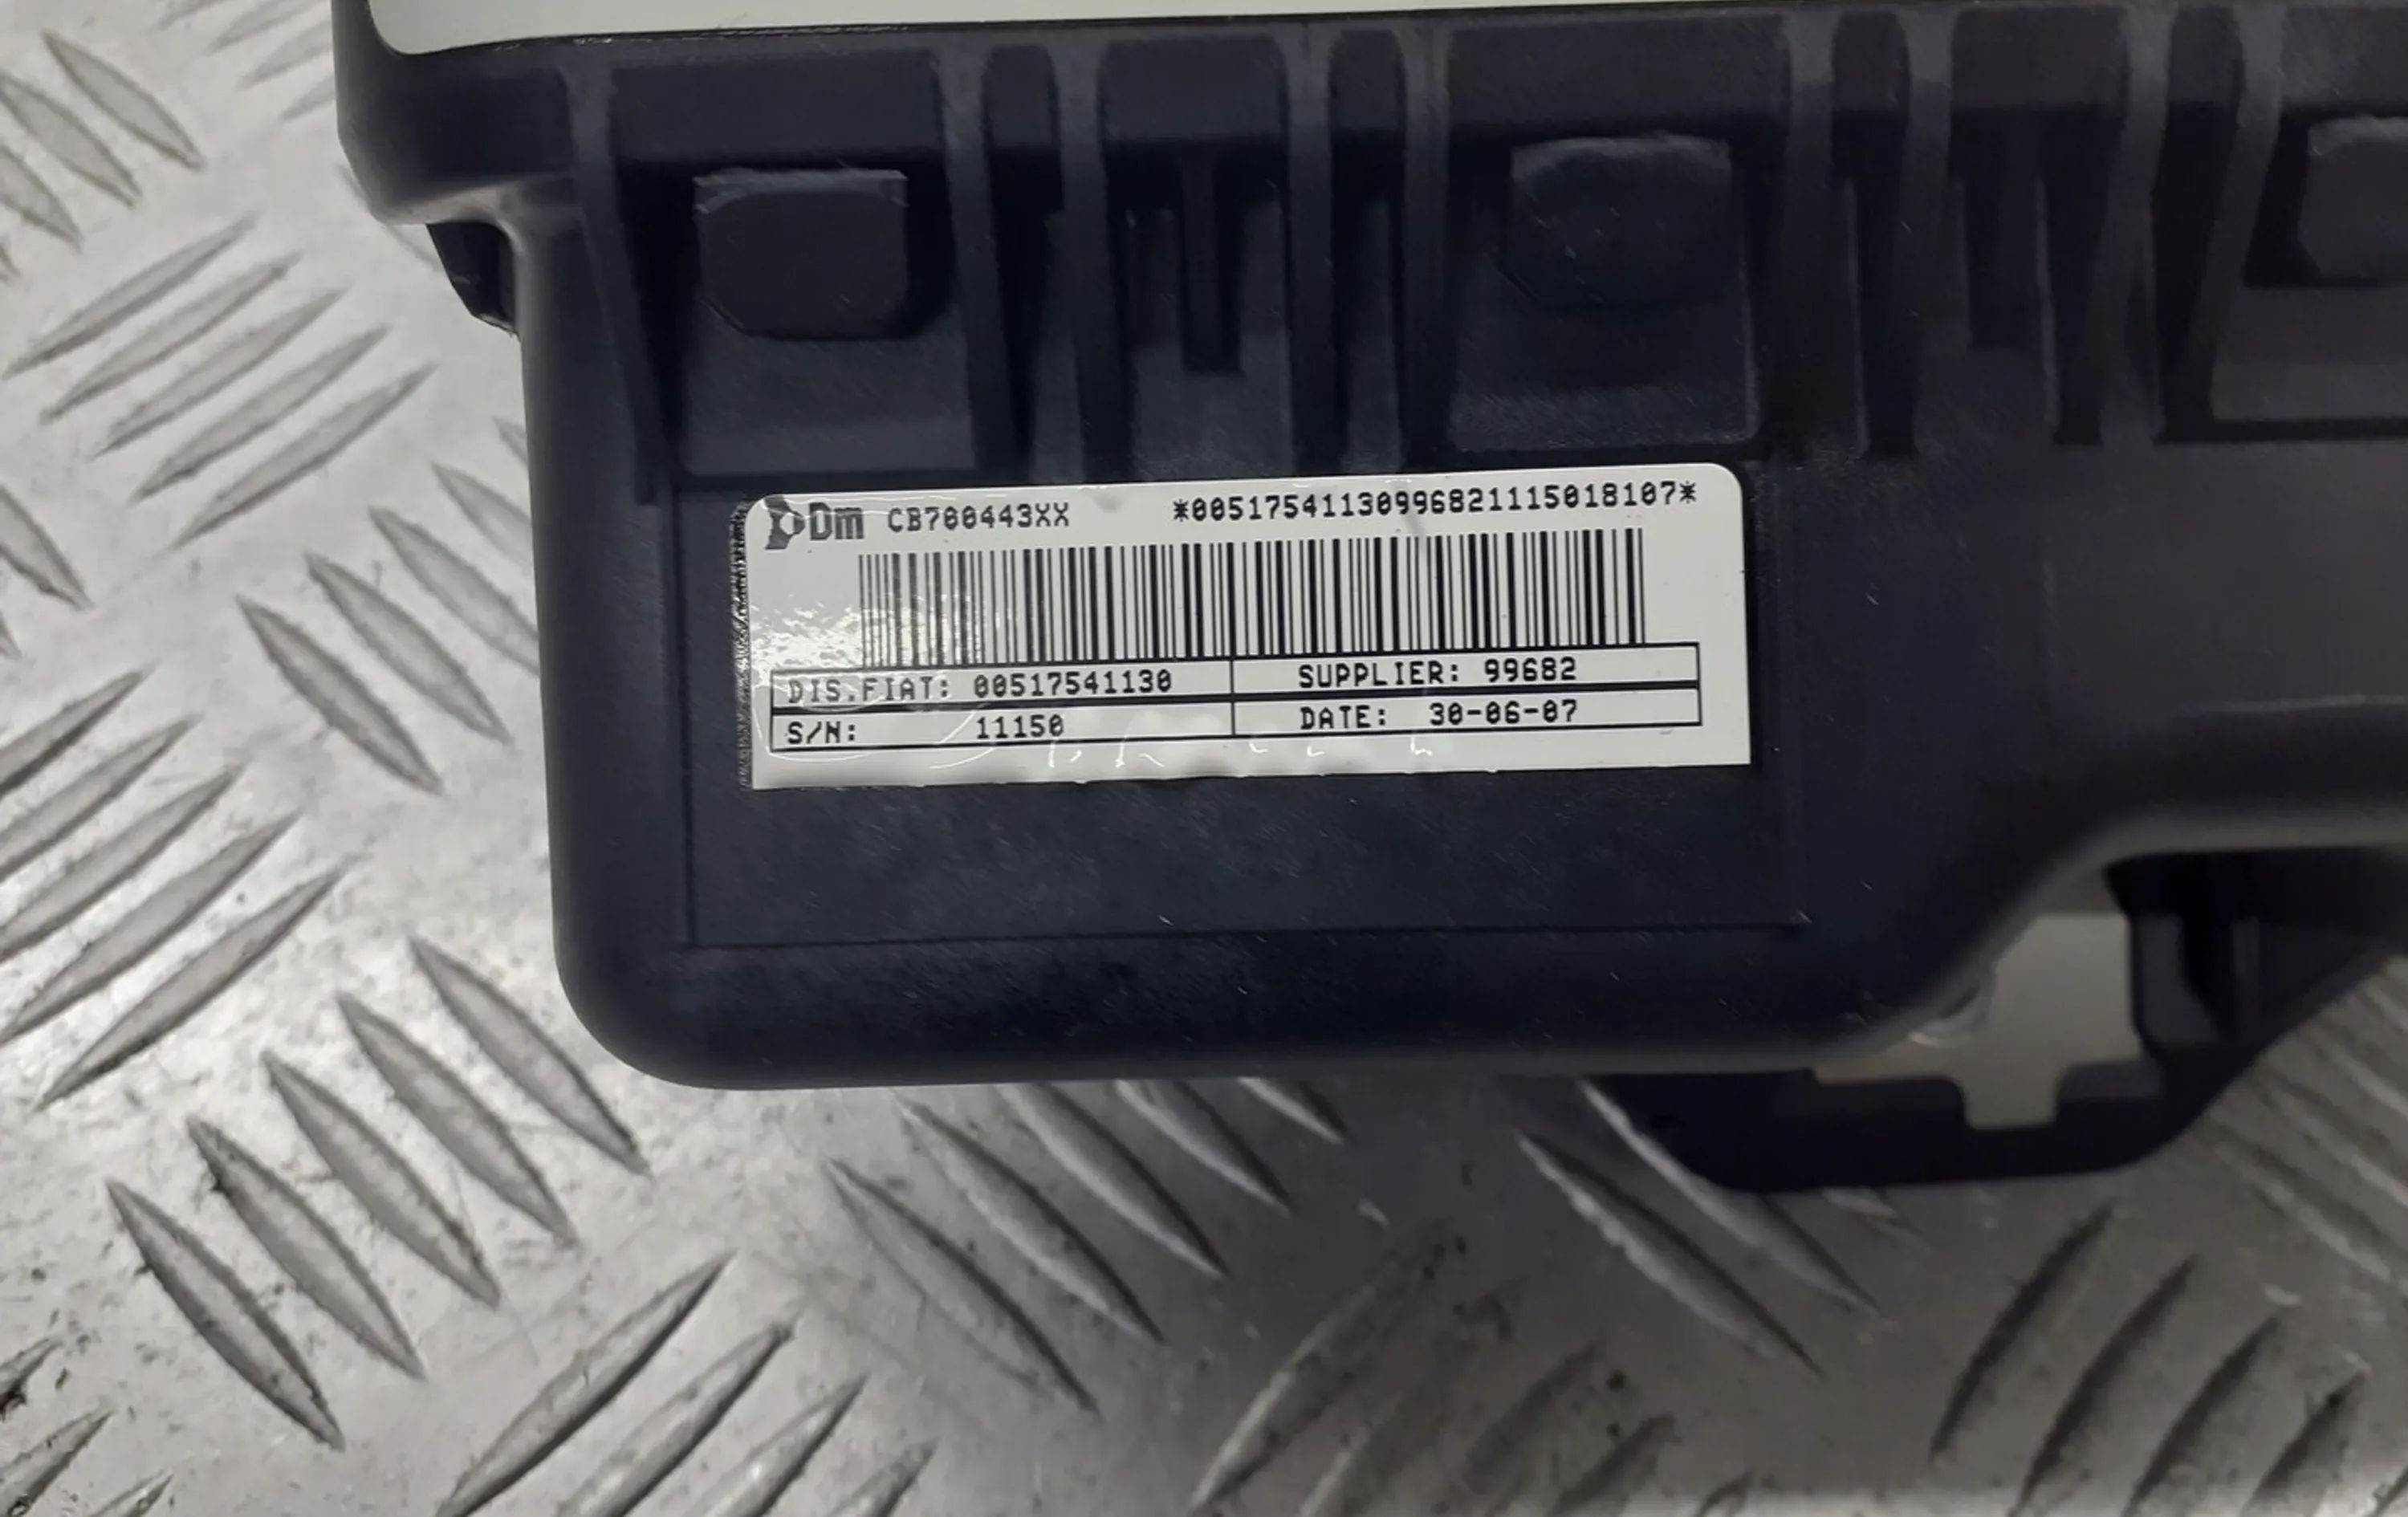 Dm CB700443XX *00517541130996821115018107*
DIS.FIAT: 00517541130 SUPPLIER: 99682
S/N: 11150 DATE: 30-06-07